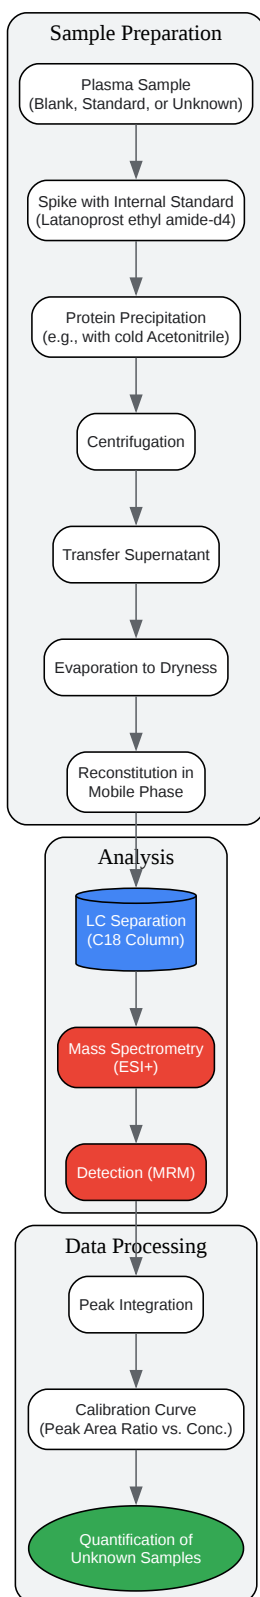 Sample Preparation
Plasma Sample
(Blank, Standard, or Unknown)
Spike with Internal Standard
(Latanoprost ethyl amide-d4)
Protein Precipitation
(e.g., with cold Acetonitrile)
Centrifugation
Transfer Supernatant
Evaporation to Dryness
Reconstitution in
Mobile Phase
Analysis
LC Separation
(C18 Column)
Mass Spectrometry
(ESI+)
Detection (MRM)
Data Processing
Peak Integration
Calibration Curve
(Peak Area Ratio vs. Conc.)
Quantification of
Unknown Samples